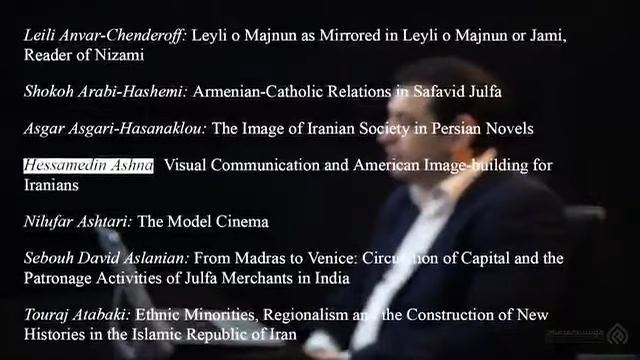 Leili Anvar-Chenderoff: Leyli o Majnun as Mirrored in Leyli o Majnun or Jami,
Reader of Nizami
Shokoh Arabi-Hashemi: Armenian-Catholic Relations in Safavid Julfa
Asgar Asgari-Hasanaklou: The Image of Iranian Society in Persian Novels
Hessamedin Ashna Visual Communication and American Image-building for
Iranians
Nilufar Ashtari: The Model Cinema
Sebouh David Aslanian: From Madras to Venice: Circulation of Capital and the
Patronage Activities of Julfa Merchants in India
Touraj Atabaki: Ethnic Minorities, Regionalism and the Construction of New
Histories in the Islamic Republic of Iran